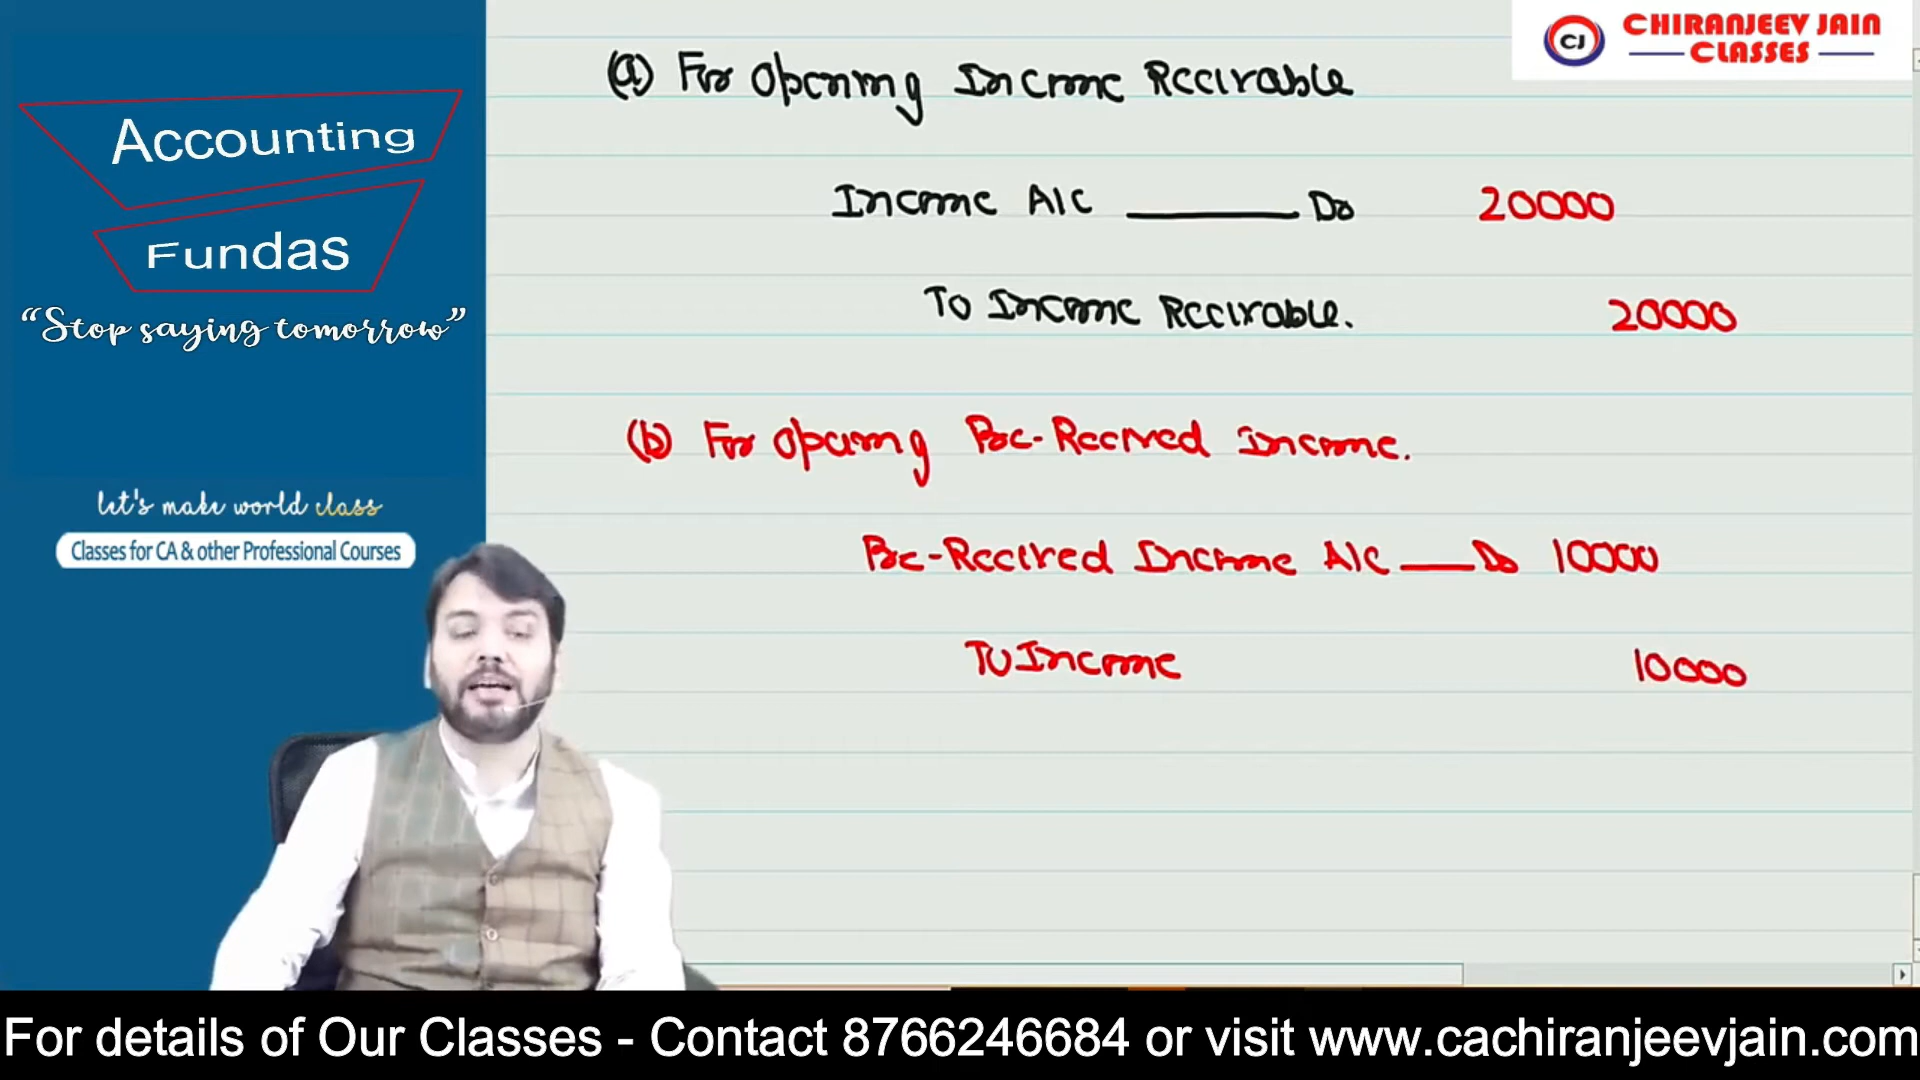 CHIRANJEEV JAIN
CJ
CLASSES
Accounting
Fundas
“Stop saying tomorrow”
let's make world class
Classes for CA & other Professional Courses
(a) For Opening Income Receivable
Income A/c Dr 20000
To Income Receivable. 20000
(b) For Opening Pre-Received Income.
Pre-Received Income A/c Dr 10000
To Income 10000
For details of Our Classes - Contact 8766246684 or visit www.cachiranjeevjain.com